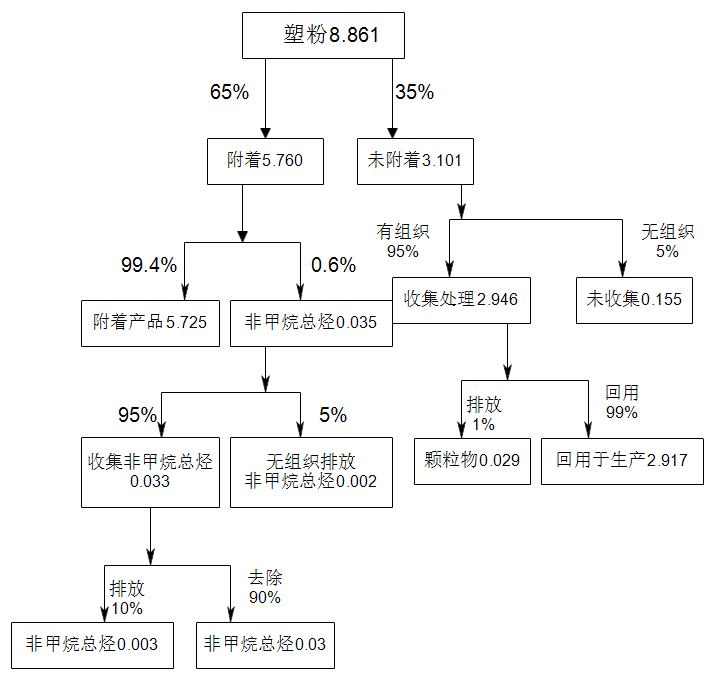 塑粉8.861
65%
35%
附着5.760
未附着3.101
有组织
95%
无组织
5%
99.4%
0.6%
收集处理2.946
未收集0.155
附着产品5.725
非甲烷总烃0.035
排放
1%
回用
99%
95%
5%
收集非甲烷总烃
0.033
无组织排放
非甲烷总烃0.002
颗粒物0.029
回用于生产2.917
排放
10%
去除
90%
非甲烷总烃0.003
非甲烷总烃0.03